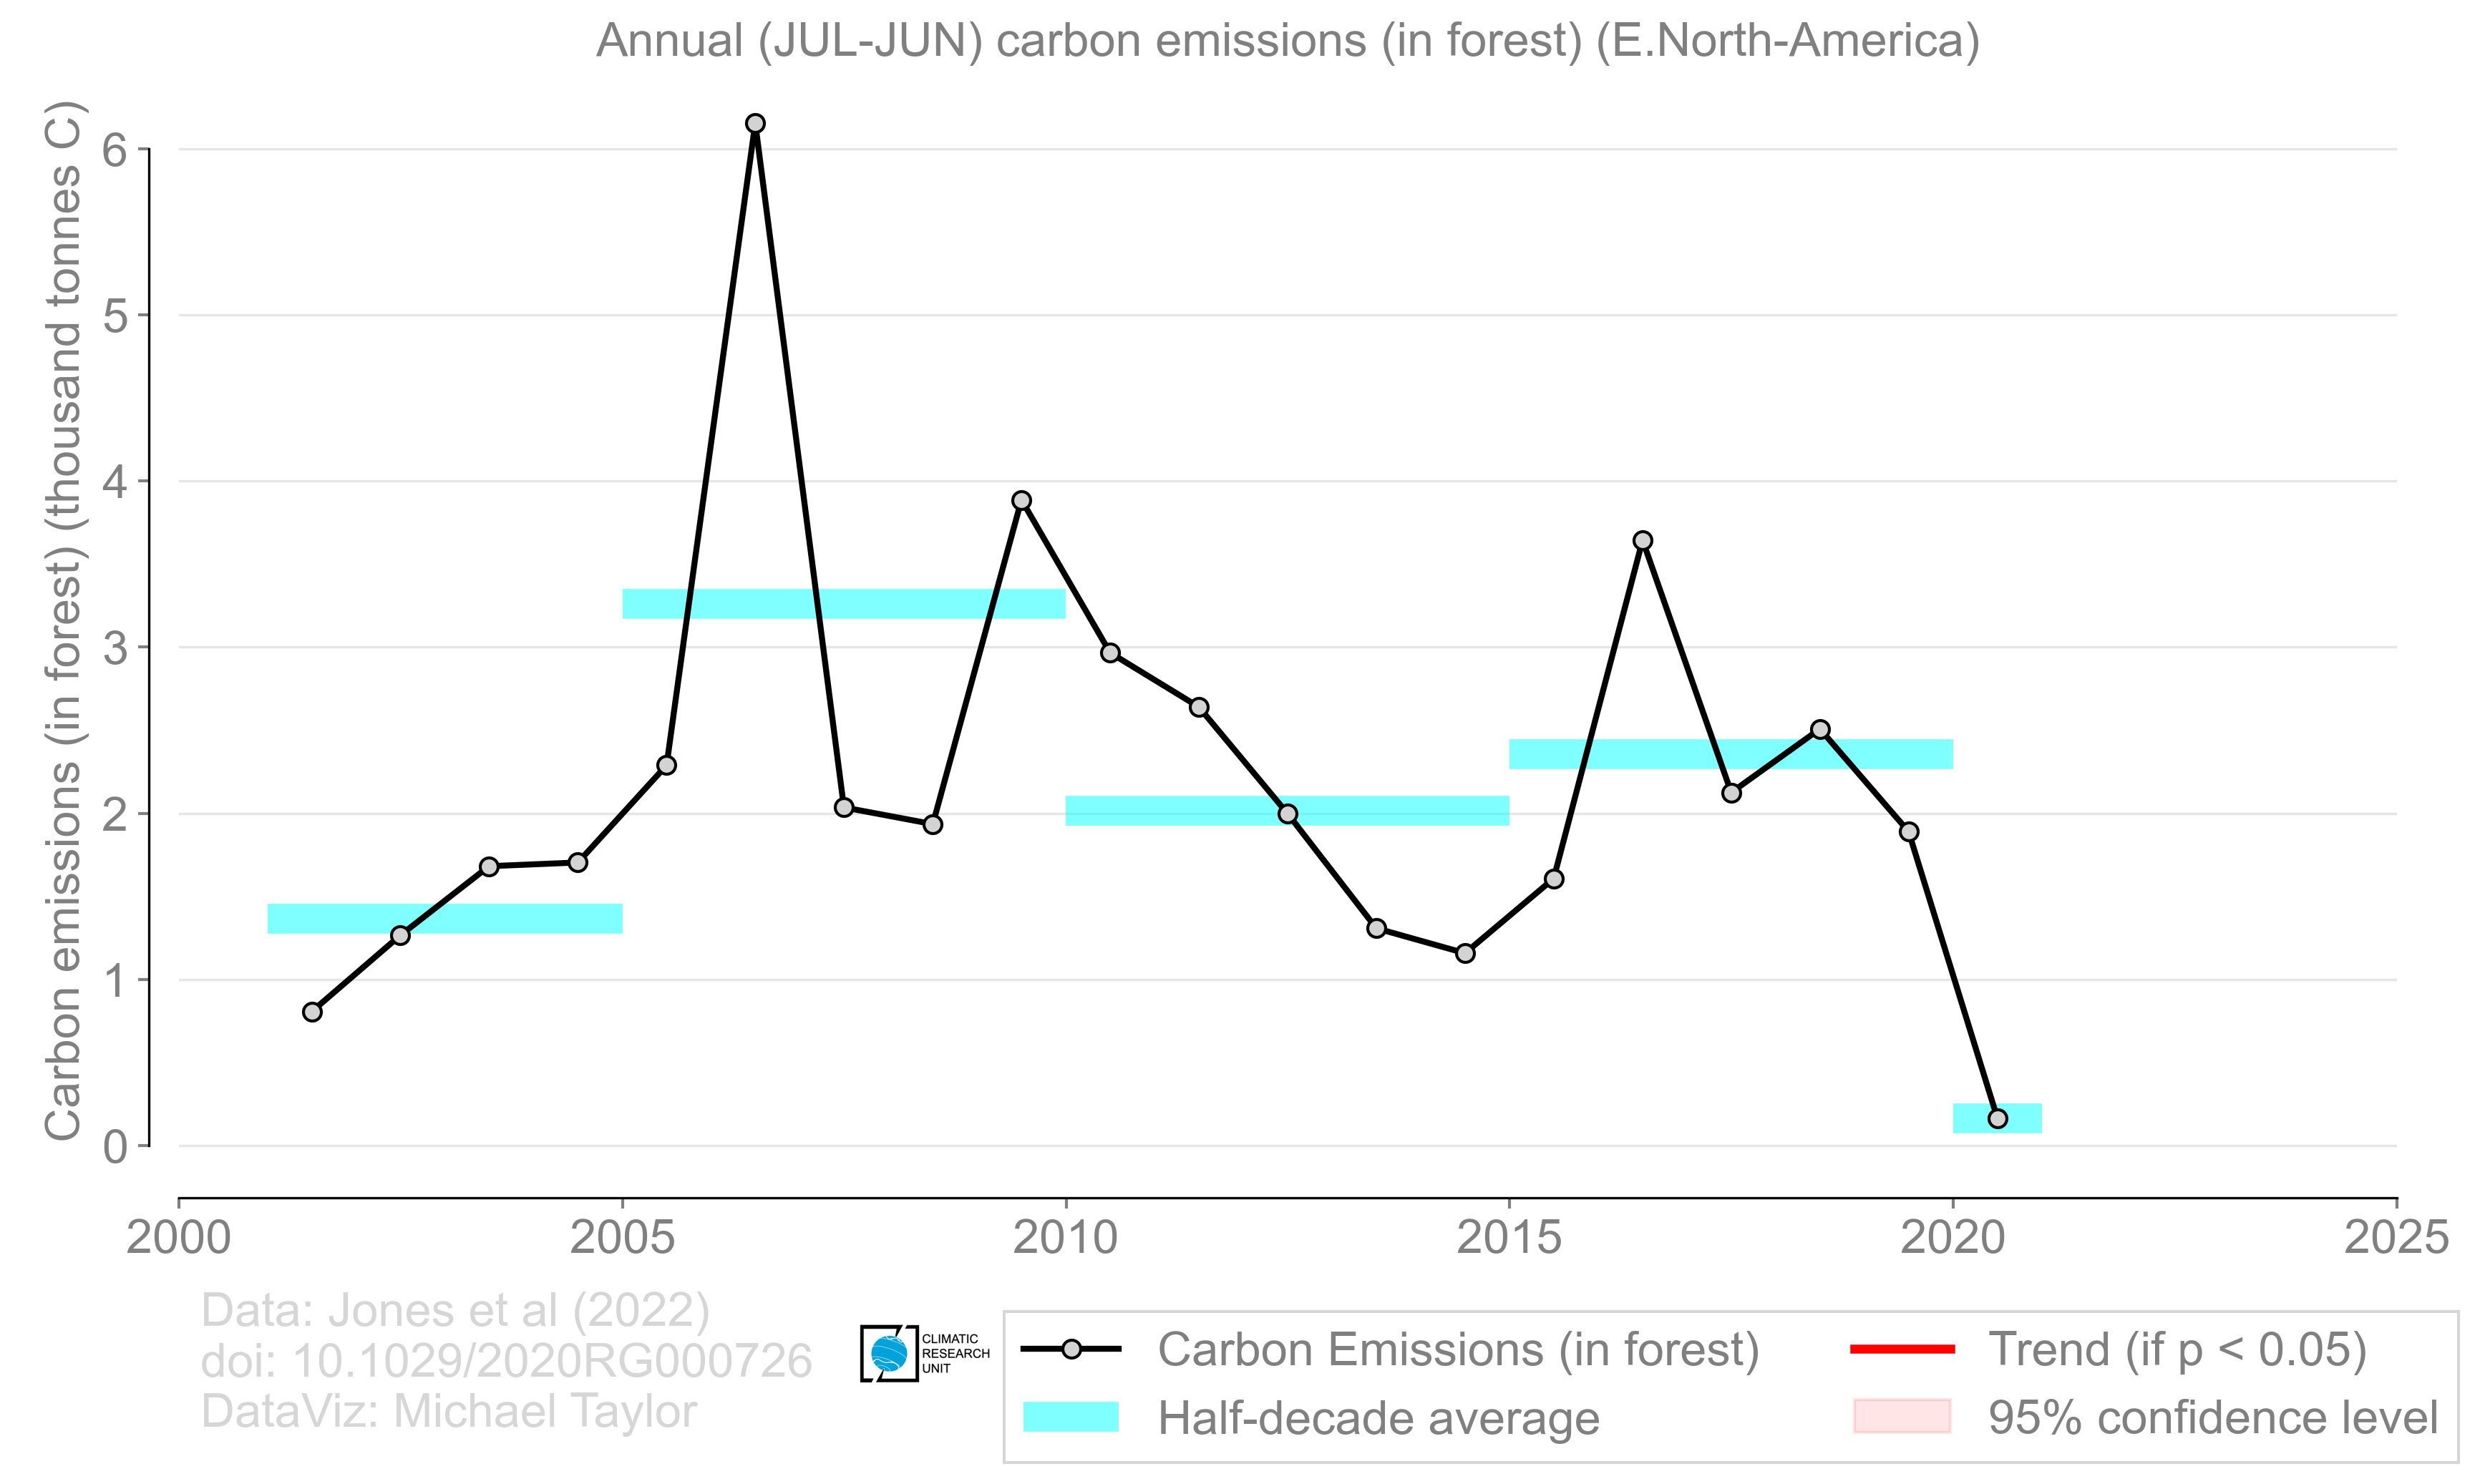 Annual (JUL-JUN) carbon emissions (in forest) (E.North-America)
Carbon emissions (in forest) (thousand tonnes C)
6
5
4
3
2
1
0
2000 2005 2010 2015 2020 2025
Data: Jones et al (2022)
doi: 10.1029/2020RG000726
DataViz: Michael Taylor
CLIMATIC
RESEARCH
UNIT
Carbon Emissions (in forest)
Half-decade average
Trend (if p < 0.05)
95% confidence level